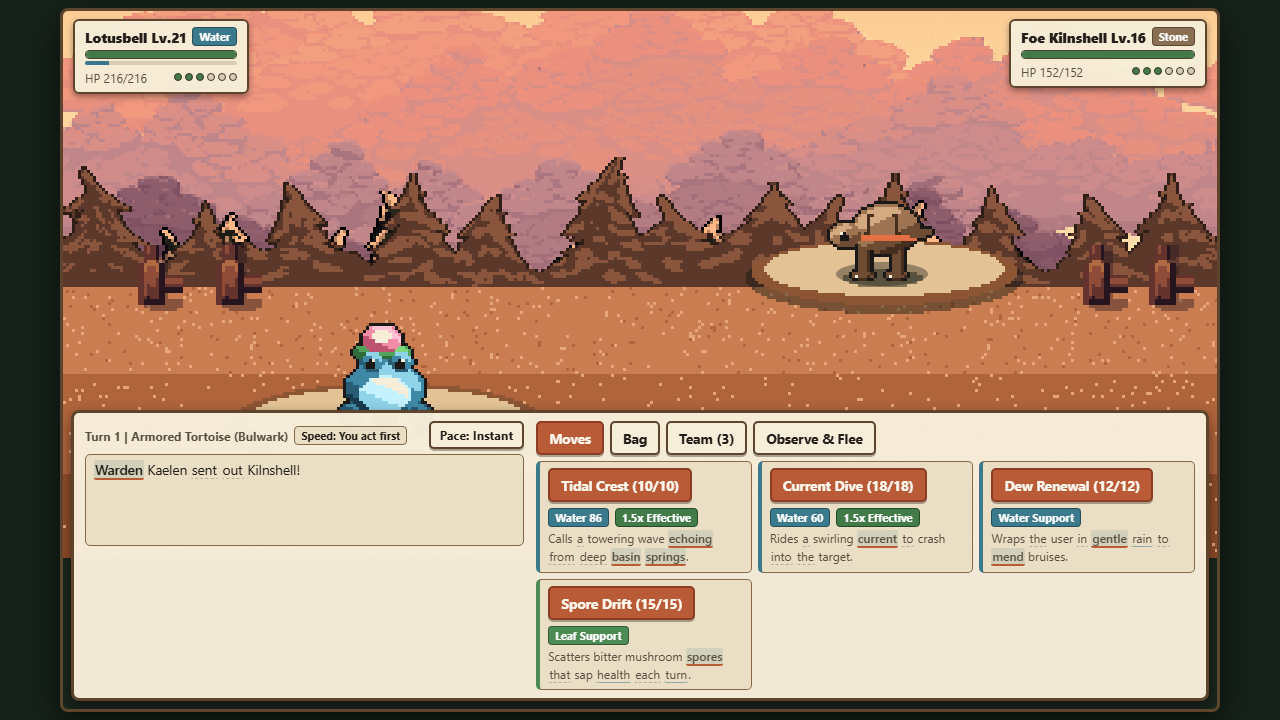 Lotusbell Lv.21 Water
HP 216/216
Foe Kilnshell Lv.16 Stone
HP 152/152
Turn 1 | Armored Tortoise (Bulwark) Speed: You act first Pace: Instant
Warden Kaelen sent out Kilnshell!
Moves Bag Team (3) Observe & Flee
Tidal Crest (10/10)
Water 86 1.5x Effective
Calls a towering wave echoing
from deep basin springs.
Current Dive (18/18)
Water 60 1.5x Effective
Rides a swirling current to crash
into the target.
Dew Renewal (12/12)
Water Support
Wraps the user in gentle rain to
mend bruises.
Spore Drift (15/15)
Leaf Support
Scatters bitter mushroom spores
that sap health each turn.